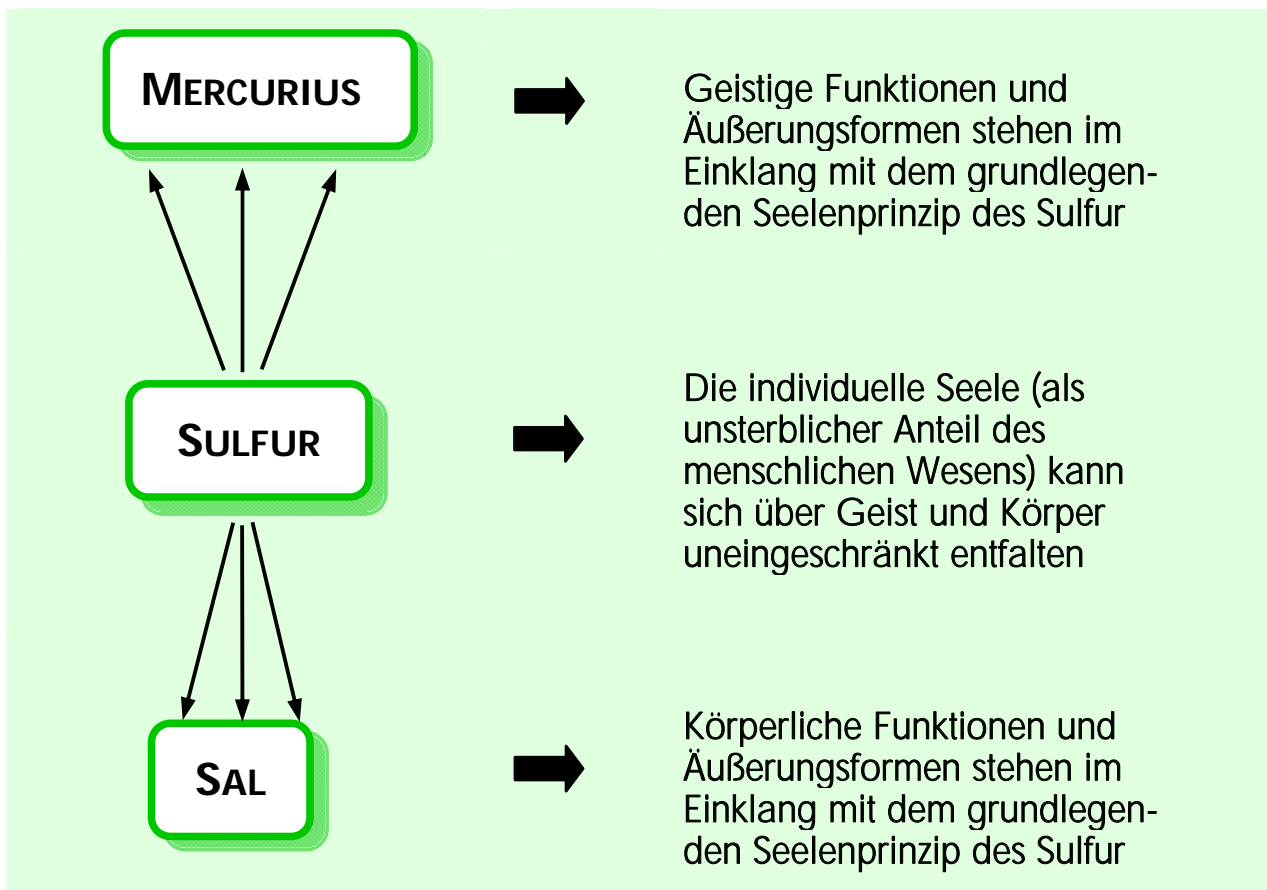 MERCURIUS
Geistige Funktionen und
Äußerungsformen stehen im
Einklang mit dem grundlegen-
den Seelenprinzip des Sulfur
SULFUR
Die individuelle Seele (als
unsterblicher Anteil des
menschlichen Wesens) kann
sich über Geist und Körper
uneingeschränkt entfalten
SAL
Körperliche Funktionen und
Äußerungsformen stehen im
Einklang mit dem grundlegen-
den Seelenprinzip des Sulfur